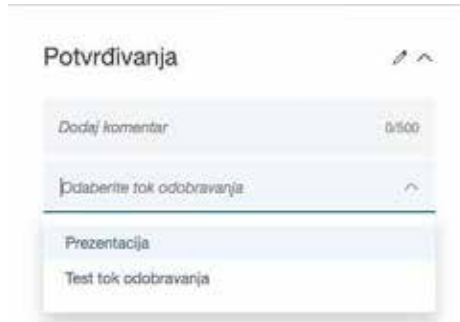 Potvrđivanja
Dodaj komentar 0/500
Odaberite tok odobravanja
Prezentacija
Test tok odobravanja